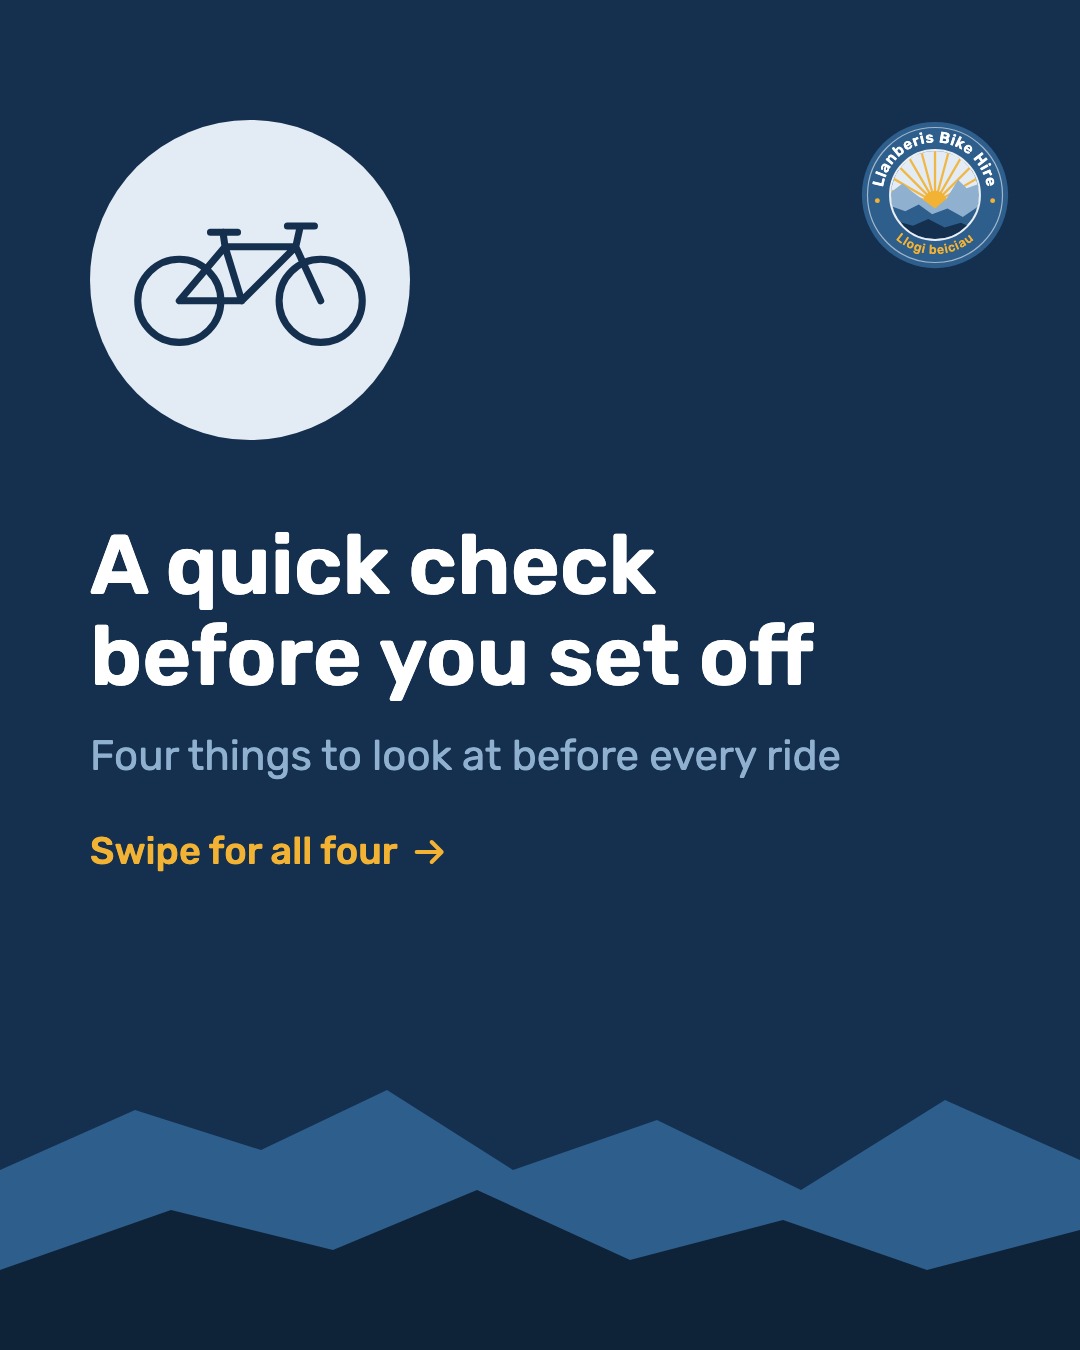 Llanberis Bike Hire
Llogi beiciau
A quick check
before you set off
Four things to look at before every ride
Swipe for all four →